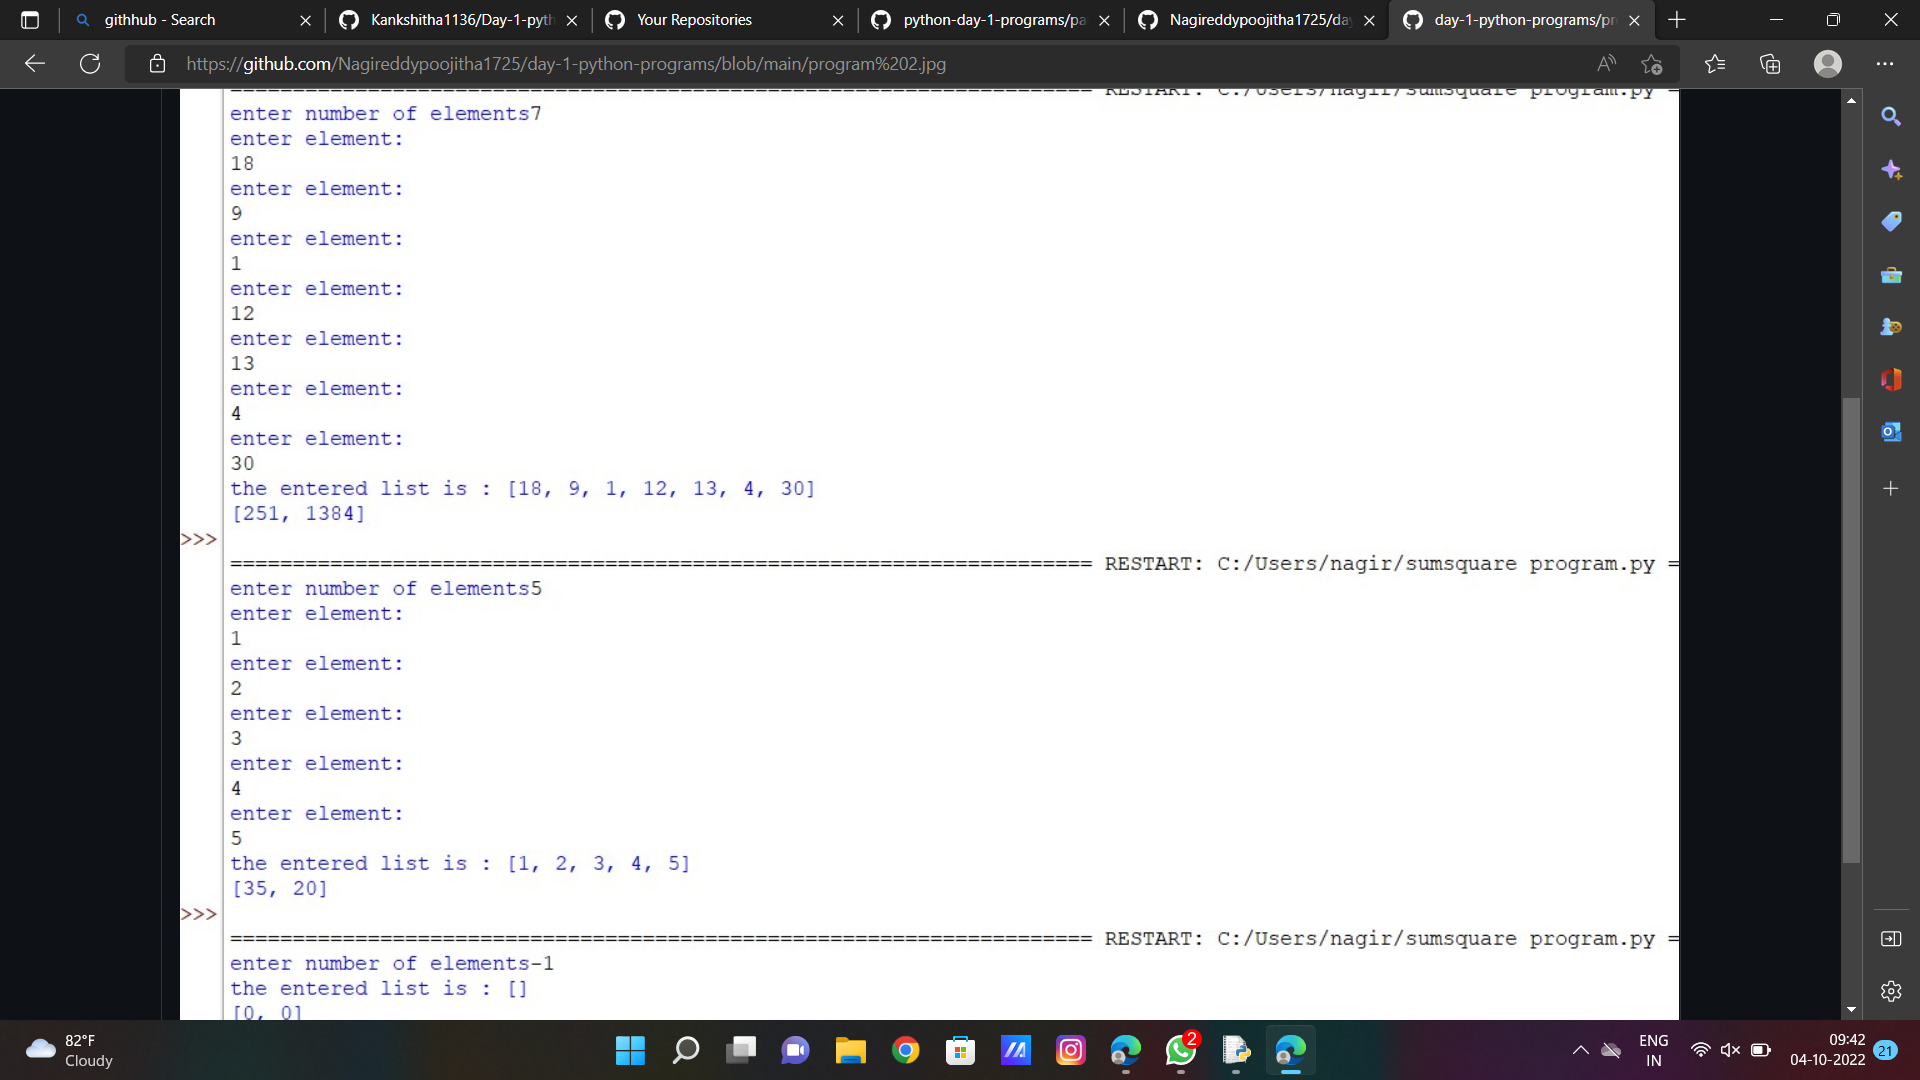 githhub - Search
Kankshitha1136/Day-1-pyth
Your Repositories
python-day-1-programs/pa
Nagireddypoojitha1725/da
day-1-python-programs/pr
https://github.com/Nagireddypoojitha1725/day-1-python-programs/blob/main/program%202.jpg
================================ RESTART: C:/Users/nagir/sumsquare program.py =
enter number of elements7
enter element:
18
enter element:
9
enter element:
1
enter element:
12
enter element:
13
enter element:
4
enter element:
30
the entered list is : [18, 9, 1, 12, 13, 4, 30]
[251, 1384]
>>>
===================================================================== RESTART: C:/Users/nagir/sumsquare program.py =
enter number of elements5
enter element:
1
enter element:
2
enter element:
3
enter element:
4
enter element:
5
the entered list is : [1, 2, 3, 4, 5]
[35, 20]
>>>
===================================================================== RESTART: C:/Users/nagir/sumsquare program.py =
enter number of elements-1
the entered list is : []
[0, 0]
82°F
Cloudy
2
ENG
IN
09:42
04-10-2022
21